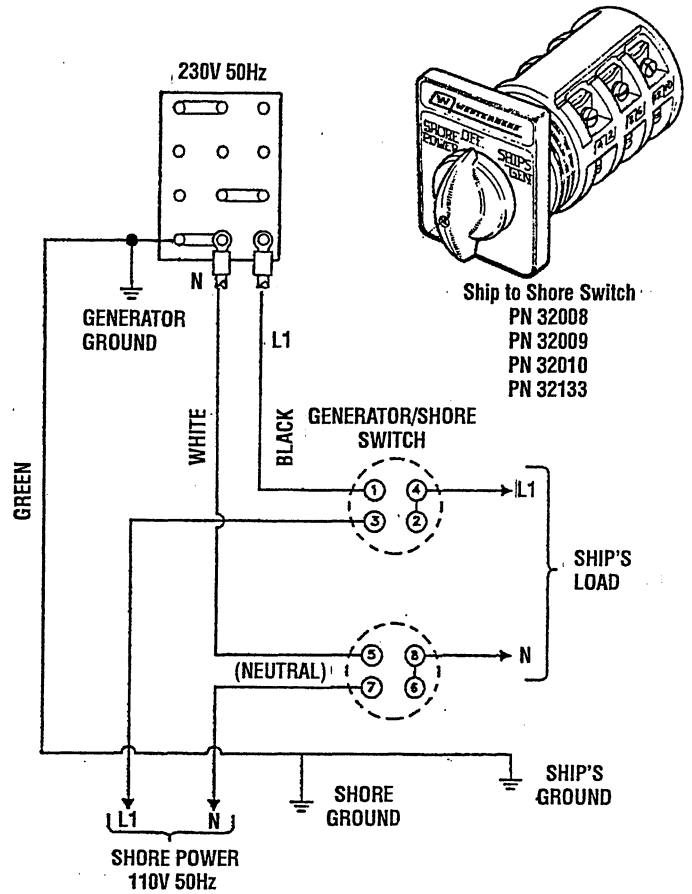 230V 50Hz
WESTERBEKE
SHORE POWER
OFF
SHIPS GEN
Ship to Shore Switch
PN 32008
PN 32009
PN 32010
PN 32133
N
GENERATOR
GROUND
L1
WHITE
BLACK
GREEN
GENERATOR/SHORE
SWITCH
1
4
L1
3
2
SHIP'S
LOAD
5
8
N
(NEUTRAL)
7
6
SHORE
GROUND
SHIP'S
GROUND
L1
N
SHORE POWER
110V 50Hz